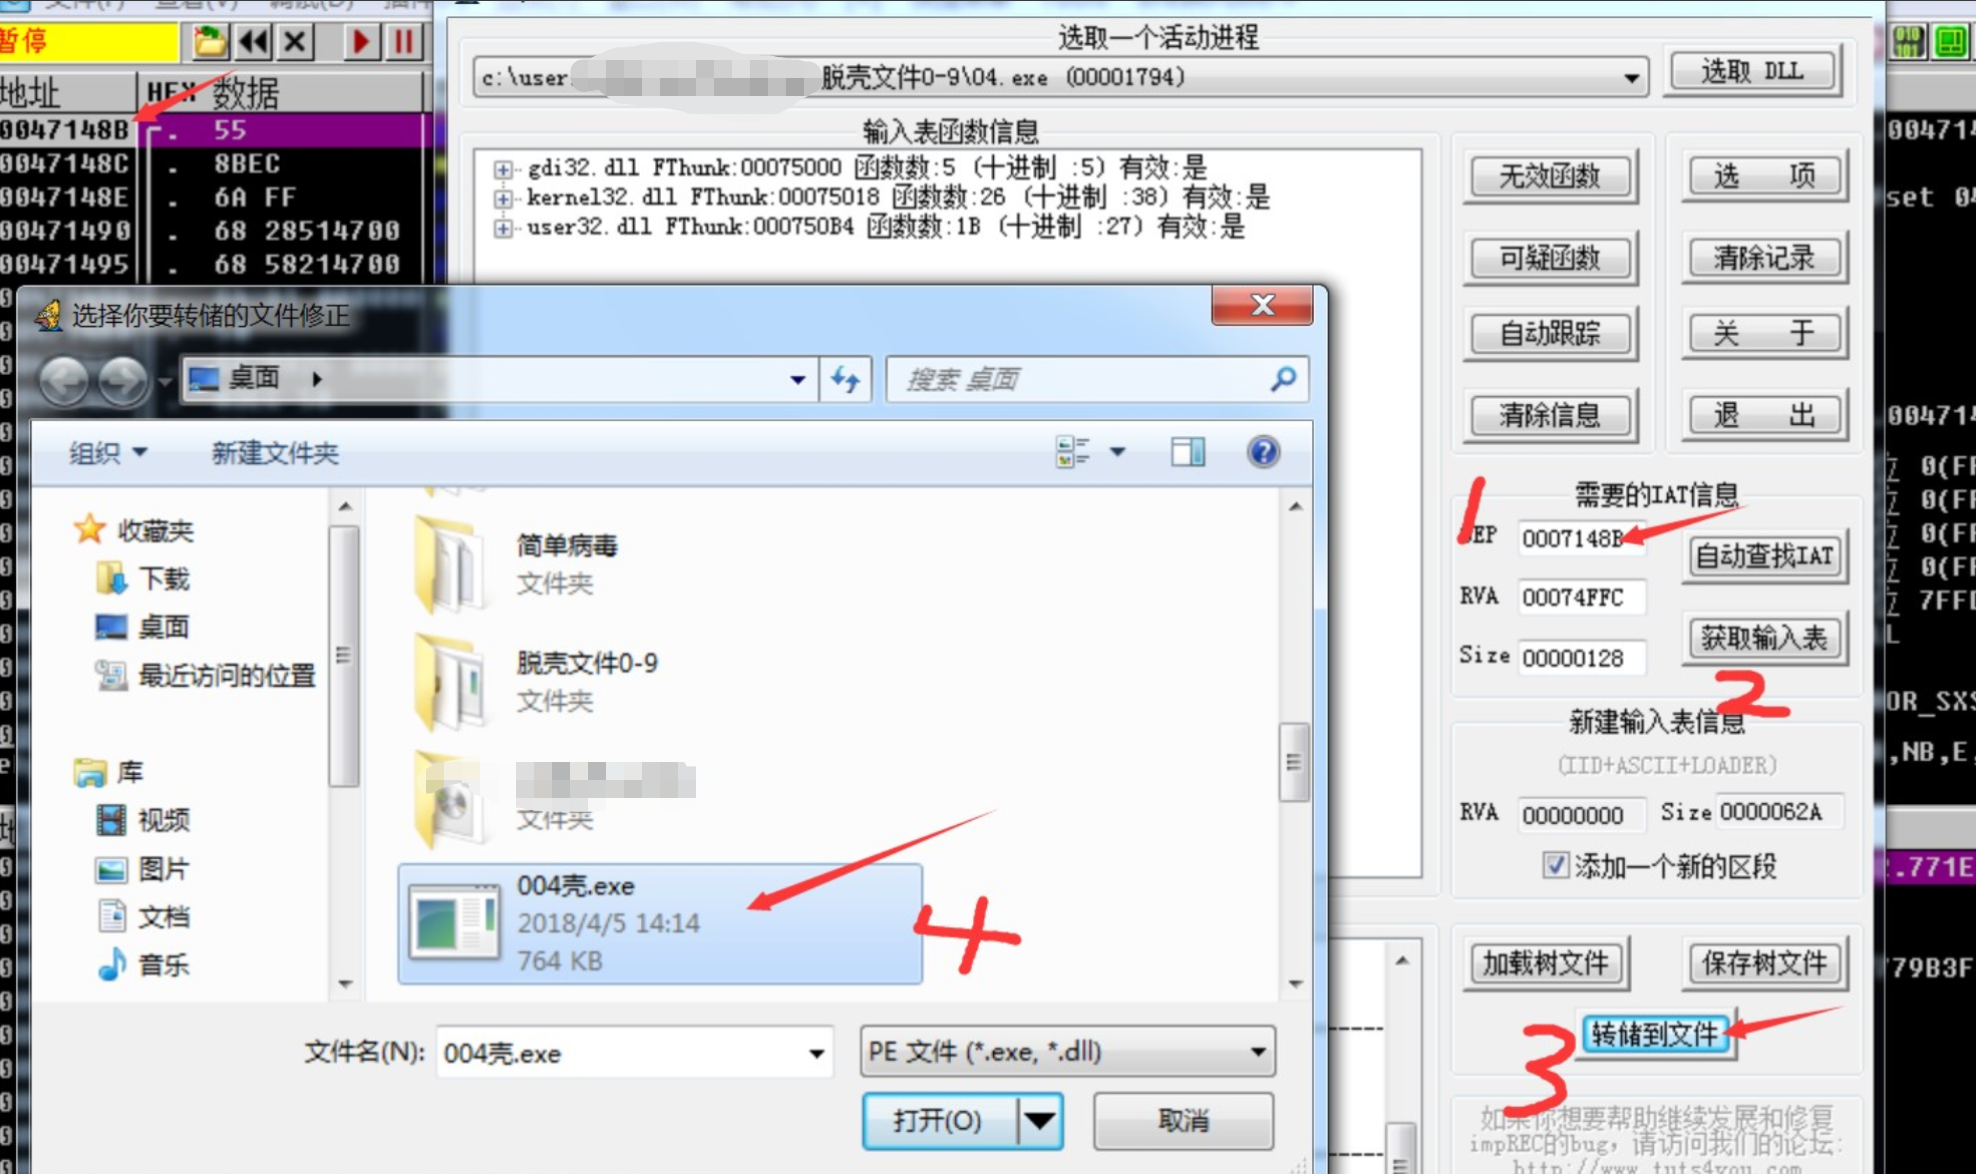 暂停
地址 HEX 数据
0047148B . 55
0047148C . 8BEC
0047148E . 6A FF
00471490 . 68 28514700
00471495 . 68 58214700
选取一个活动进程
c:\user 脱壳文件0-9\04.exe (00001794)
选取 DLL
输入表函数信息
gdi32.dll FThunk:00075000 函数数:5 (十进制 :5) 有效:是
kernel32.dll FThunk:00075018 函数数:26 (十进制 :38) 有效:是
user32.dll FThunk:000750B4 函数数:1B (十进制 :27) 有效:是
无效函数
选 项
可疑函数
清除记录
自动跟踪
关 于
清除信息
退 出
1
需要的IAT信息
OEP 0007148B
自动查找IAT
RVA 00074FFC
获取输入表
Size 00000128
2
新建输入表信息
(IID+ASCII+LOADER)
RVA 00000000 Size 0000062A
添加一个新的区段
加载树文件
保存树文件
3
转储到文件
如果你想要帮助继续发展和修复
impREC的bug, 请访问我们的论坛:
http://www.tuts4you.com
选择你要转储的文件修正
桌面
搜索 桌面
组织
新建文件夹
收藏夹
下载
桌面
最近访问的位置
库
视频
图片
文档
音乐
简单病毒
文件夹
脱壳文件0-9
文件夹
文件夹
004壳.exe
2018/4/5 14:14
764 KB
4
文件名(N): 004壳.exe
PE 文件 (*.exe, *.dll)
打开(O)
取消
004714
set 04
004714
0(FF
0(FF
0(FF
0(FF
7FFD
L
OR_SXS
,NB,E,
.771E
79B3F